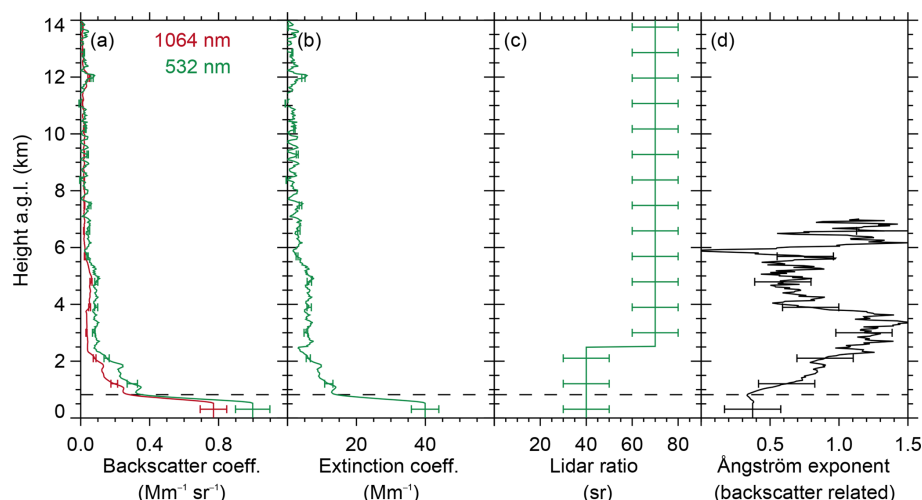 (a)
1064 nm
532 nm
(b)
(c)
(d)
14
12
10
8
6
4
2
0
Height a.g.l. (km)
0.0 0.4 0.8
0 20 40
20 40 60 80
0.5 1.0 1.5
Backscatter coeff.
(Mm⁻¹ sr⁻¹)
Extinction coeff.
(Mm⁻¹)
Lidar ratio
(sr)
Ångström exponent
(backscatter related)